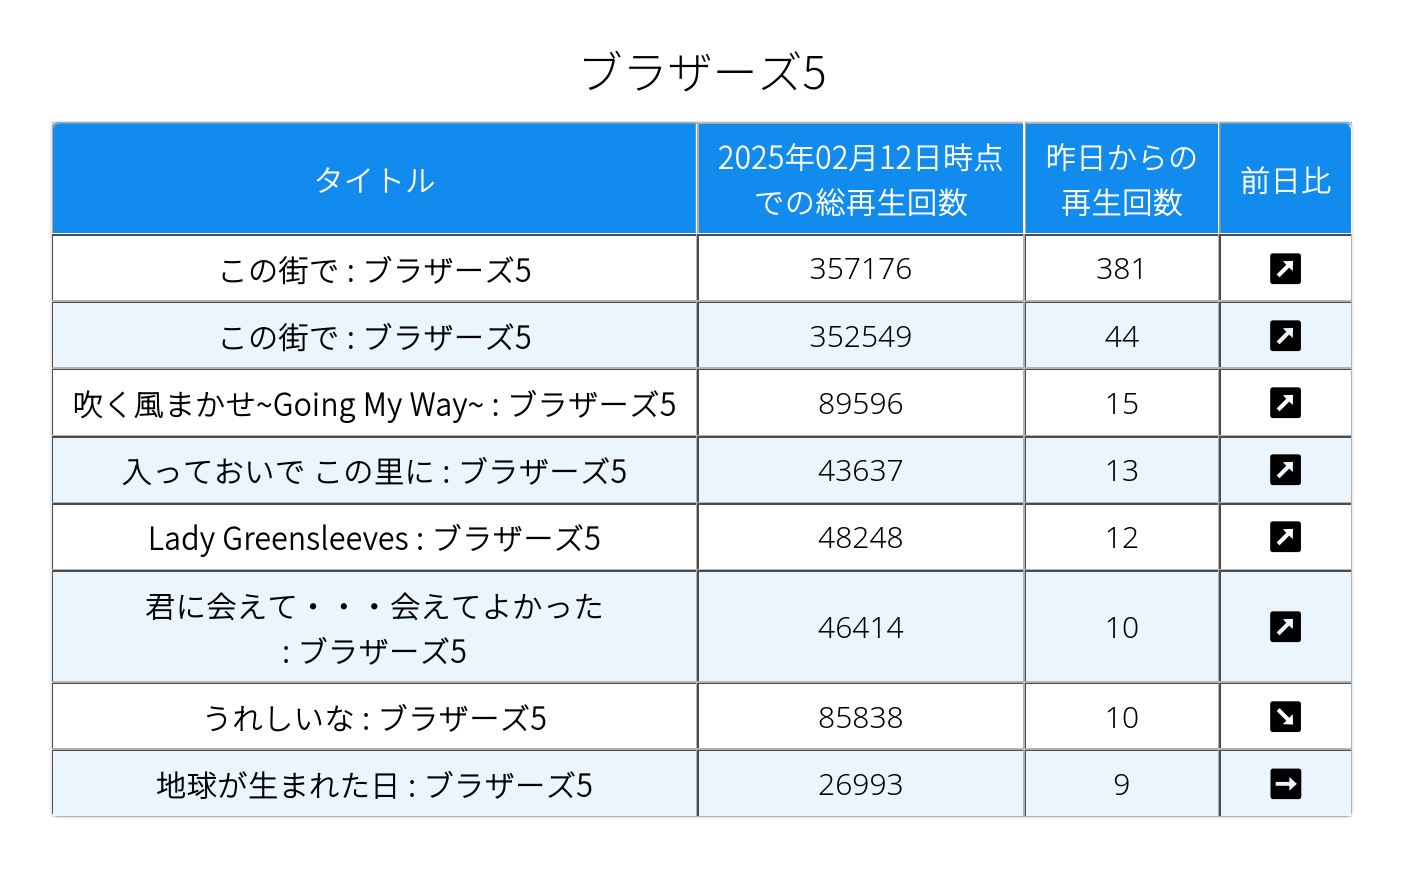 ブラザーズ5
タイトル
2025年02月12日時点
での総再生回数
昨日からの
再生回数
前日比
この街で : ブラザーズ5
357176
381
この街で : ブラザーズ5
352549
44
吹く風まかせ~Going My Way~ : ブラザーズ5
89596
15
入っておいで この里に : ブラザーズ5
43637
13
Lady Greensleeves : ブラザーズ5
48248
12
君に会えて・・・会えてよかった
: ブラザーズ5
46414
10
うれしいな : ブラザーズ5
85838
10
地球が生まれた日 : ブラザーズ5
26993
9